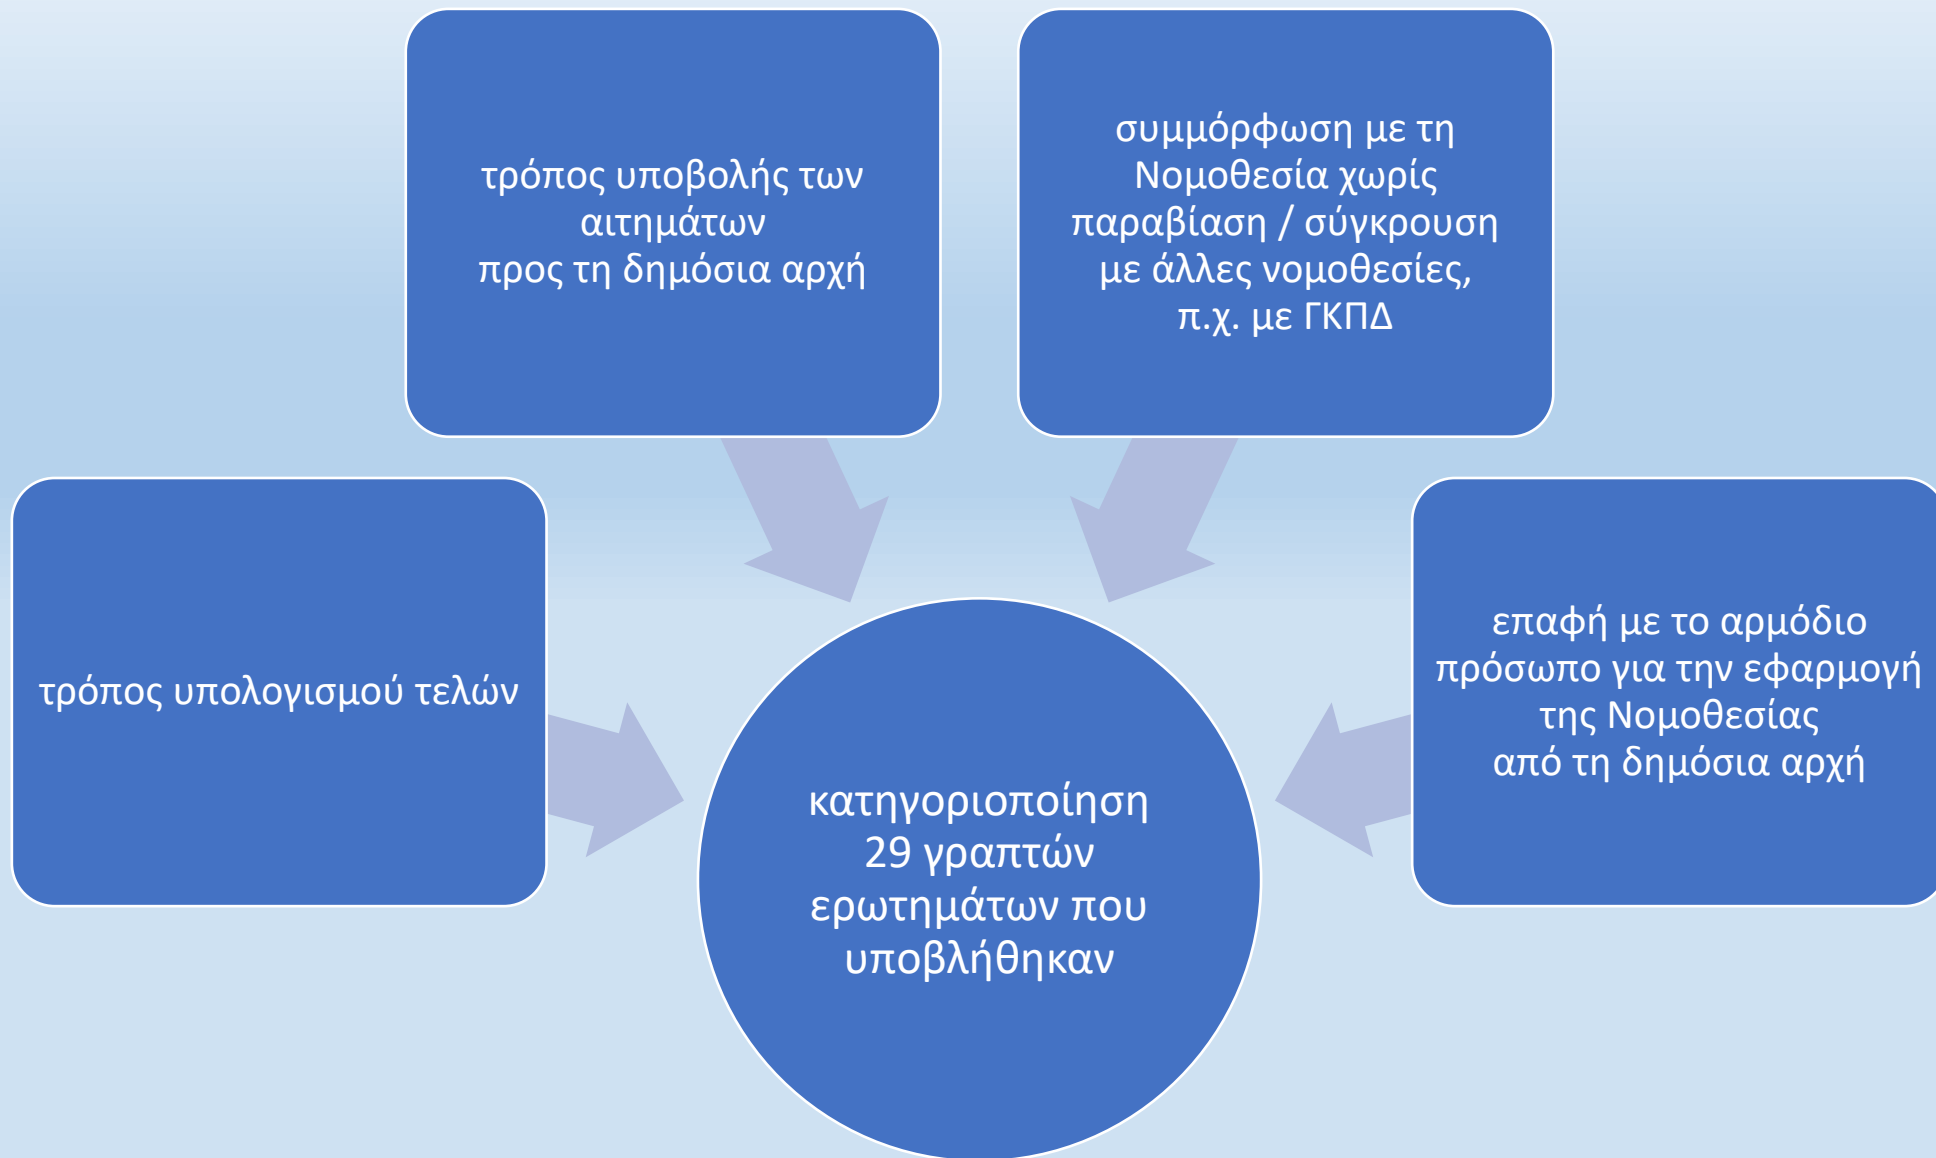 τρόπος υποβολής των
αιτημάτων
προς τη δημόσια αρχή
συμμόρφωση με τη
Νομοθεσία χωρίς
παραβίαση / σύγκρουση
με άλλες νομοθεσίες,
π.χ. με ΓΚΠΔ
τρόπος υπολογισμού τελών
επαφή με το αρμόδιο
πρόσωπο για την εφαρμογή
της Νομοθεσίας
από τη δημόσια αρχή
κατηγοριοποίηση
29 γραπτών
ερωτημάτων που
υποβλήθηκαν